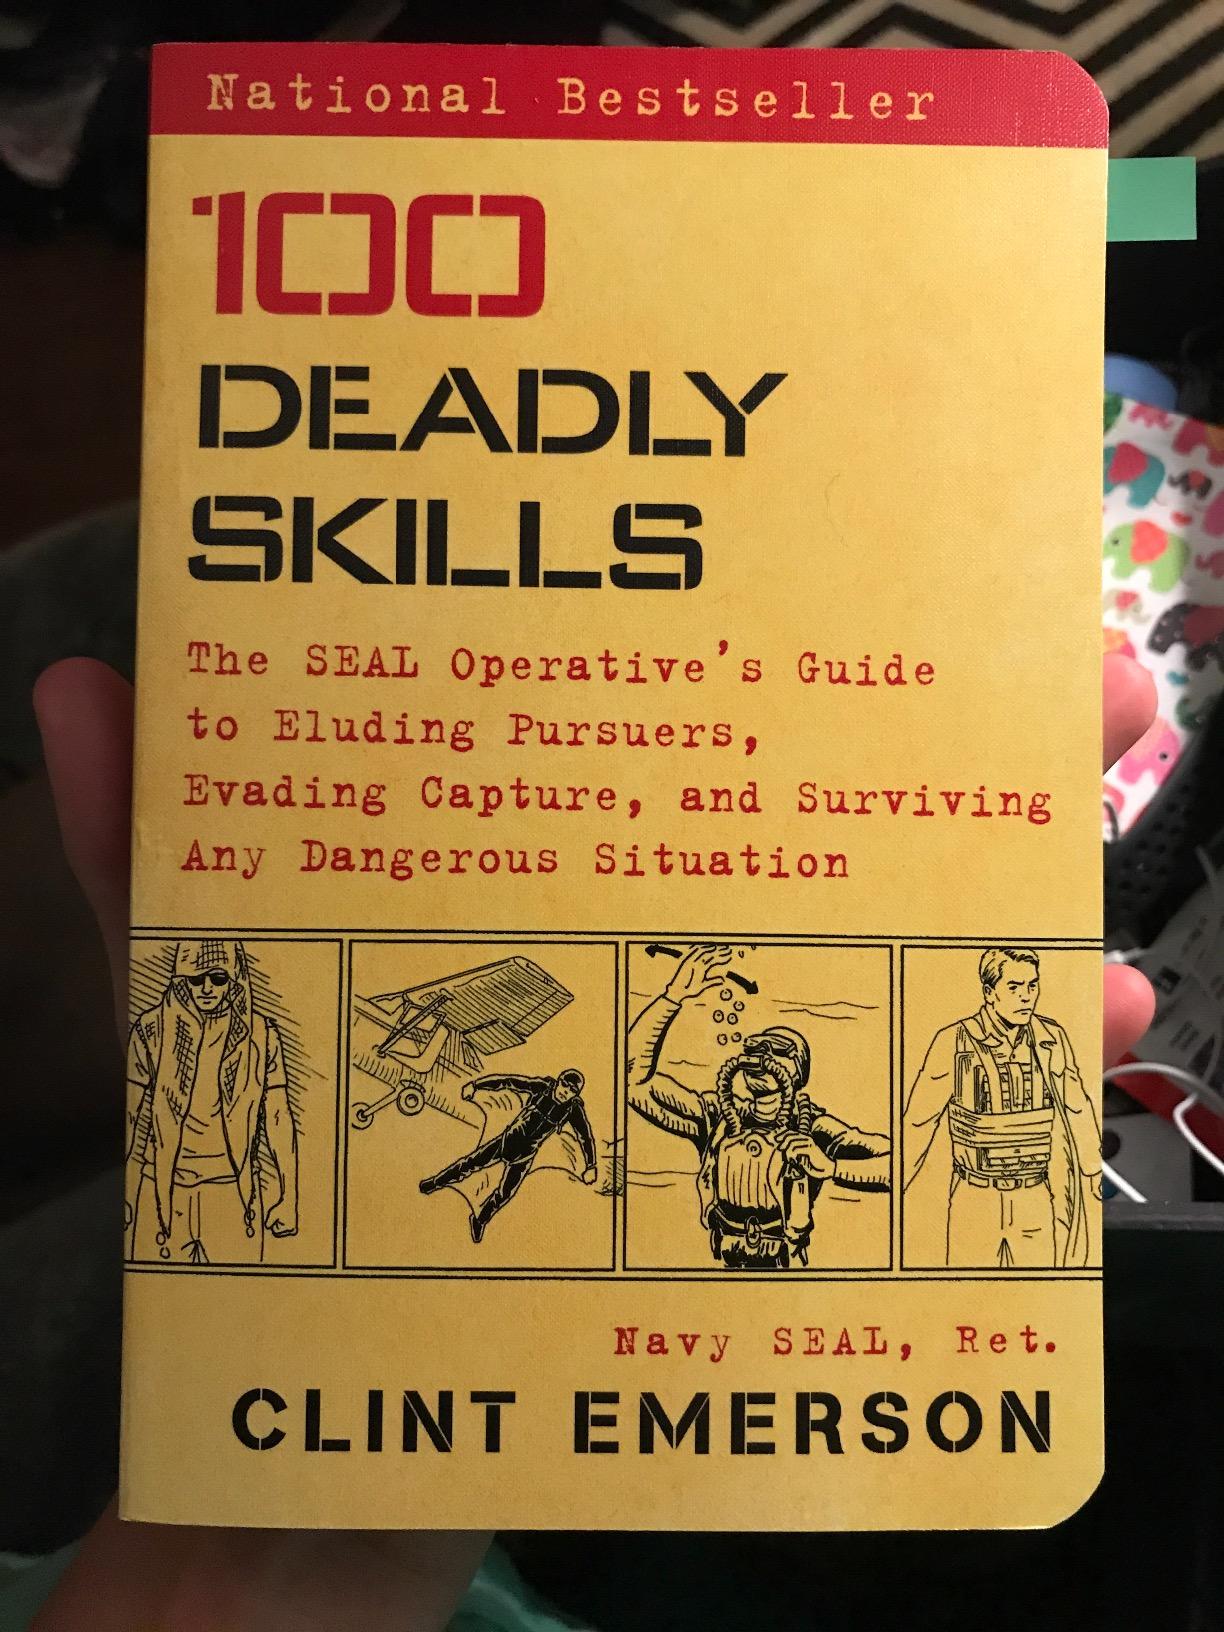 National Bestseller
100
DEADLY
SKILLS
The SEAL Operative's Guide
to Eluding Pursuers,
Evading Capture, and Surviving
Any Dangerous Situation
Navy SEAL, Ret.
CLINT EMERSON